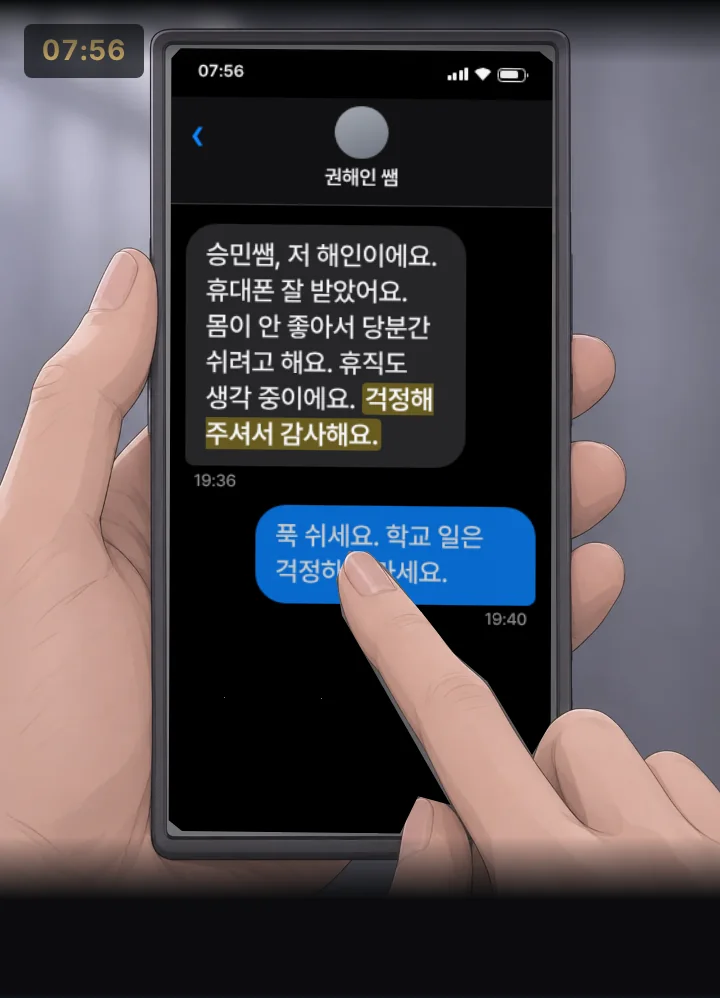 07:56
07:56
권해인 쌤
승민쌤, 저 해인이에요.
휴대폰 잘 받았어요.
몸이 안 좋아서 당분간
쉬려고 해요. 휴직도
생각 중이에요. 걱정해
주셔서 감사해요.
19:36
푹 쉬세요. 학교 일은
19:40